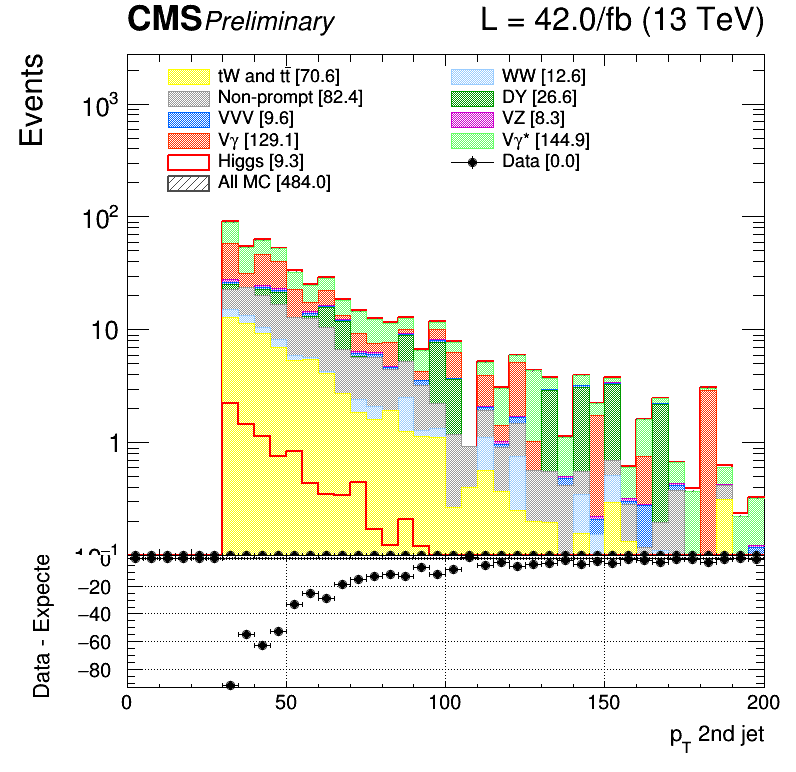 CMS Preliminary L = 42.0/fb (13 TeV)
Events
tW and tt̄ [70.6] WW [12.6]
Non-prompt [82.4] DY [26.6]
VVV [9.6] VZ [8.3]
Vγ [129.1] Vγ* [144.9]
Higgs [9.3] Data [0.0]
All MC [484.0]
10³
10²
10
1
Data - Expecte
0
−20
−40
−60
−80
0 50 100 150 200
p_T 2nd jet